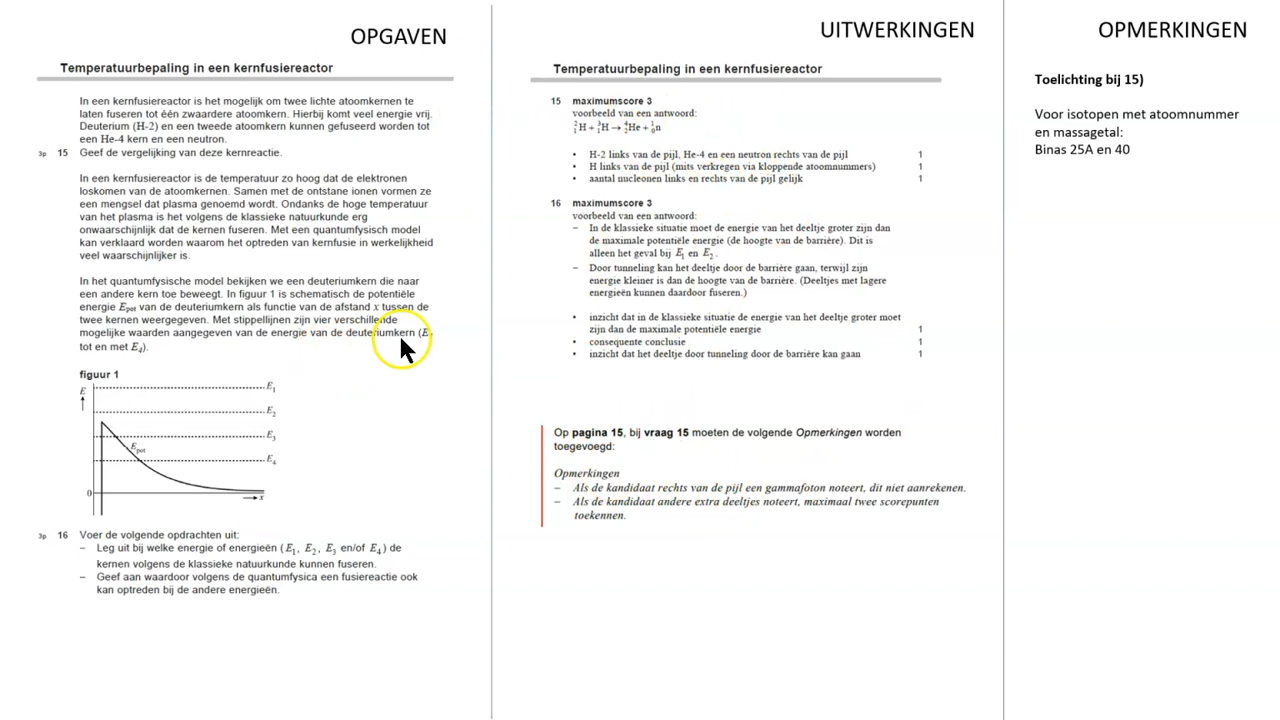 OPGAVEN
Temperatuurbepaling in een kernfusiereactor
In een kernfusiereactor is het mogelijk om twee lichte atoomkernen te
laten fuseren tot één zwaardere atoomkern. Hierbij komt veel energie vrij.
Deuterium (H-2) en een tweede atoomkern kunnen gefuseerd worden tot
een He-4 kern en een neutron.
3p 15 Geef de vergelijking van deze kernreactie.
In een kernfusiereactor is de temperatuur zo hoog dat de elektronen
loskomen van de atoomkernen. Samen met de ontstane ionen vormen ze
een mengsel dat plasma genoemd wordt. Ondanks de hoge temperatuur
van het plasma is het volgens de klassieke natuurkunde erg
onwaarschijnlijk dat de kernen fuseren. Met een quantumfysisch model
kan verklaard worden waarom het optreden van kernfusie in werkelijkheid
veel waarschijnlijker is.
In het quantumfysische model bekijken we een deuteriumkern die naar
een andere kern toe beweegt. In figuur 1 is schematisch de potentiële
energie E_pot van de deuteriumkern als functie van de afstand x tussen de
twee kernen weergegeven. Met stippellijnen zijn vier verschillende
mogelijke waarden aangegeven van de energie van de deuteriumkern (E
tot en met E₄).
figuur 1
E
E₁
E₂
E₃
E_pot
E₄
0
x
3p 16 Voer de volgende opdrachten uit:
– Leg uit bij welke energie of energieën (E₁, E₂, E₃ en/of E₄) de
kernen volgens de klassieke natuurkunde kunnen fuseren.
– Geef aan waardoor volgens de quantumfysica een fusiereactie ook
kan optreden bij de andere energieën.
UITWERKINGEN
Temperatuurbepaling in een kernfusiereactor
15 maximumscore 3
voorbeeld van een antwoord:
²₁H + ³₁H → ⁴₂He + ¹₀n
• H-2 links van de pijl, He-4 en een neutron rechts van de pijl 1
• H links van de pijl (mits verkregen via kloppende atoomnummers) 1
• aantal nucleonen links en rechts van de pijl gelijk 1
16 maximumscore 3
voorbeeld van een antwoord:
– In de klassieke situatie moet de energie van het deeltje groter zijn dan
de maximale potentiële energie (de hoogte van de barrière). Dit is
alleen het geval bij E₁ en E₂.
– Door tunneling kan het deeltje door de barrière gaan, terwijl zijn
energie kleiner is dan de hoogte van de barrière. (Deeltjes met lagere
energieën kunnen daardoor fuseren.)
• inzicht dat in de klassieke situatie de energie van het deeltje groter moet
zijn dan de maximale potentiële energie 1
• consequente conclusie 1
• inzicht dat het deeltje door tunneling door de barrière kan gaan 1
Op pagina 15, bij vraag 15 moeten de volgende Opmerkingen worden
toegevoegd:
Opmerkingen
– Als de kandidaat rechts van de pijl een gammafoton noteert, dit niet aanrekenen.
– Als de kandidaat andere extra deeltjes noteert, maximaal twee scorepunten
toekennen.
OPMERKINGEN
Toelichting bij 15)
Voor isotopen met atoomnummer
en massagetal:
Binas 25A en 40